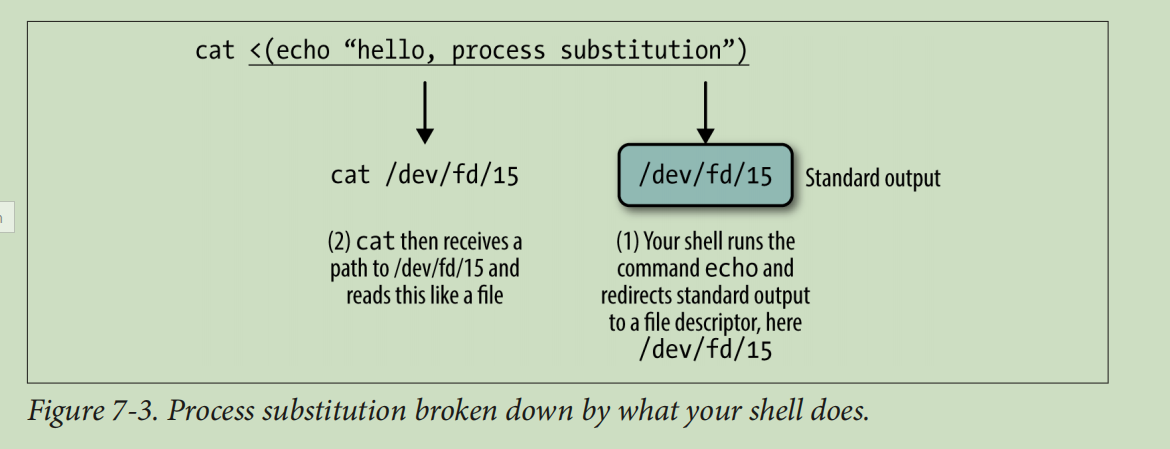 cat <(echo “hello, process substitution”)
cat /dev/fd/15
/dev/fd/15
Standard output
(2) cat then receives a
path to /dev/fd/15 and
reads this like a file
(1) Your shell runs the
command echo and
redirects standard output
to a file descriptor, here
/dev/fd/15
Figure 7-3. Process substitution broken down by what your shell does.